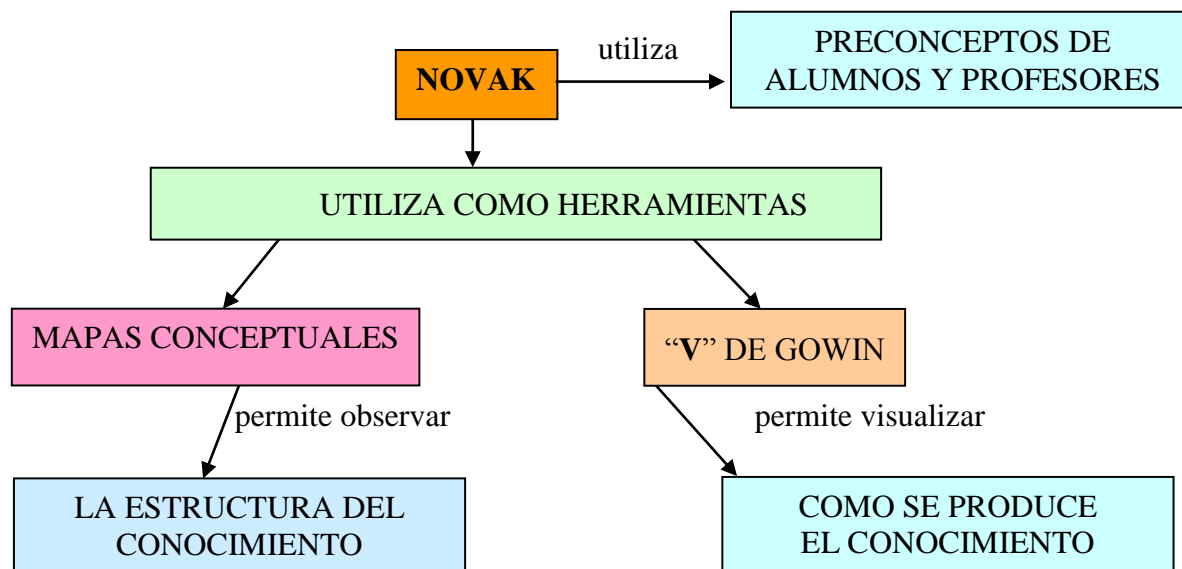 utiliza
PRECONCEPTOS DE
ALUMNOS Y PROFESORES
NOVAK
UTILIZA COMO HERRAMIENTAS
MAPAS CONCEPTUALES
“V” DE GOWIN
permite observar
permite visualizar
LA ESTRUCTURA DEL
CONOCIMIENTO
COMO SE PRODUCE
EL CONOCIMIENTO